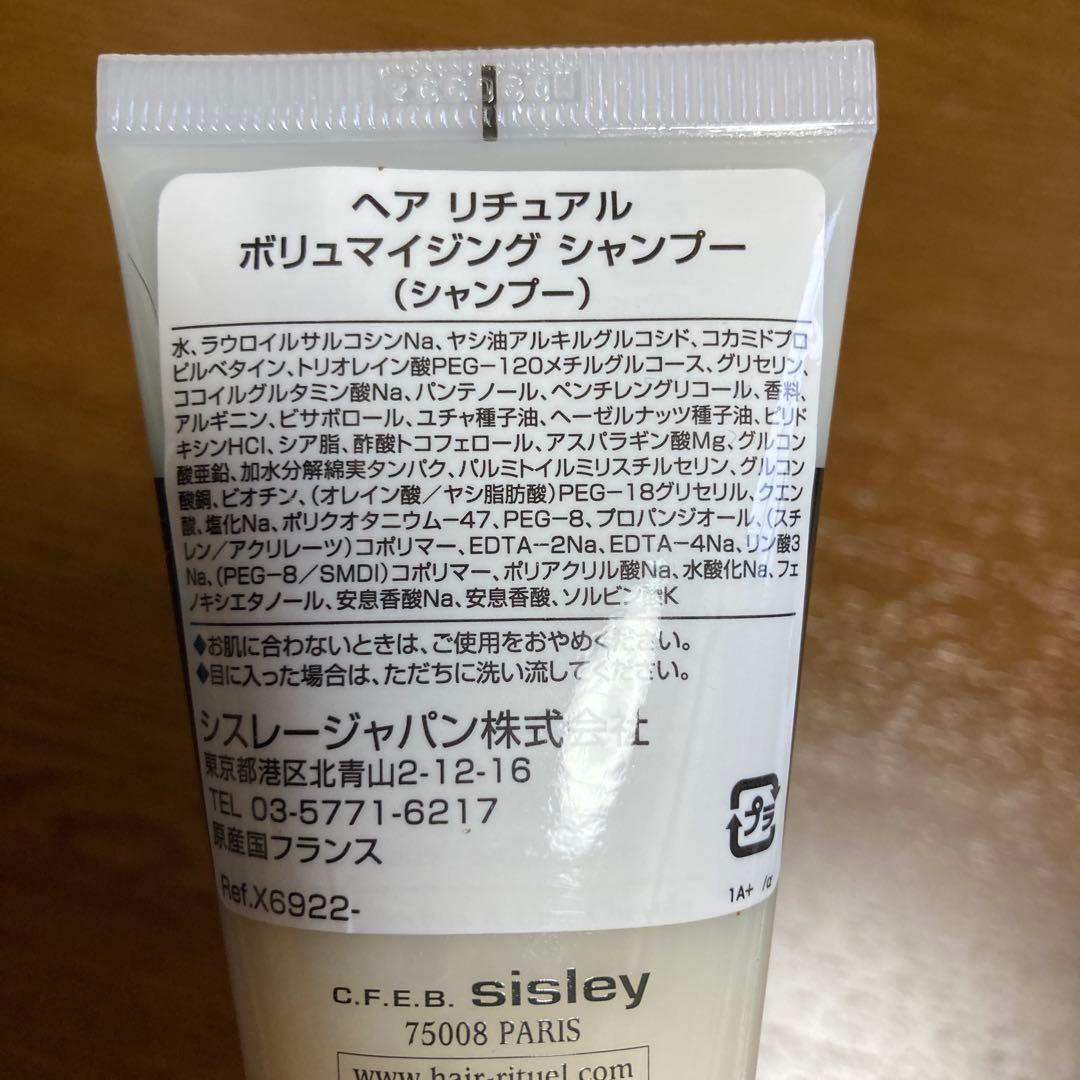 ヘア リチュアル
ボリュマイジング シャンプー
（シャンプー）
水、ラウロイルサルコシンNa、ヤシ油アルキルグルコシド、コカミドプロ
ピルベタイン、トリオレイン酸PEG－120メチルグルコース、グリセリン、
ココイルグルタミン酸Na、パンテノール、ペンチレングリコール、香料、
アルギニン、ビサボロール、ユチャ種子油、ヘーゼルナッツ種子油、ピリド
キシンHCl、シア脂、酢酸トコフェロール、アスパラギン酸Mg、グルコン
酸亜鉛、加水分解綿実タンパク、パルミトイルミリスチルセリン、グルコン
酸銅、ビオチン、（オレイン酸／ヤシ脂肪酸）PEG－18グリセリル、クエン
酸、塩化Na、ポリクオタニウム－47、PEG－8、プロパンジオール、（スチ
レン／アクリレーツ）コポリマー、EDTA－2Na、EDTA－4Na、リン酸3
Na、（PEG－8／SMDI）コポリマー、ポリアクリル酸Na、水酸化Na、フェ
ノキシエタノール、安息香酸Na、安息香酸、ソルビン酸K
◆お肌に合わないときは、ご使用をおやめください。
◆目に入った場合は、ただちに洗い流してください。
シスレージャパン株式会社
東京都港区北青山2-12-16
TEL 03-5771-6217
原産国フランス
プラ
Ref.X6922-
1A+ /α
C.F.E.B. sisley
75008 PARIS
www.hair-rituel.com